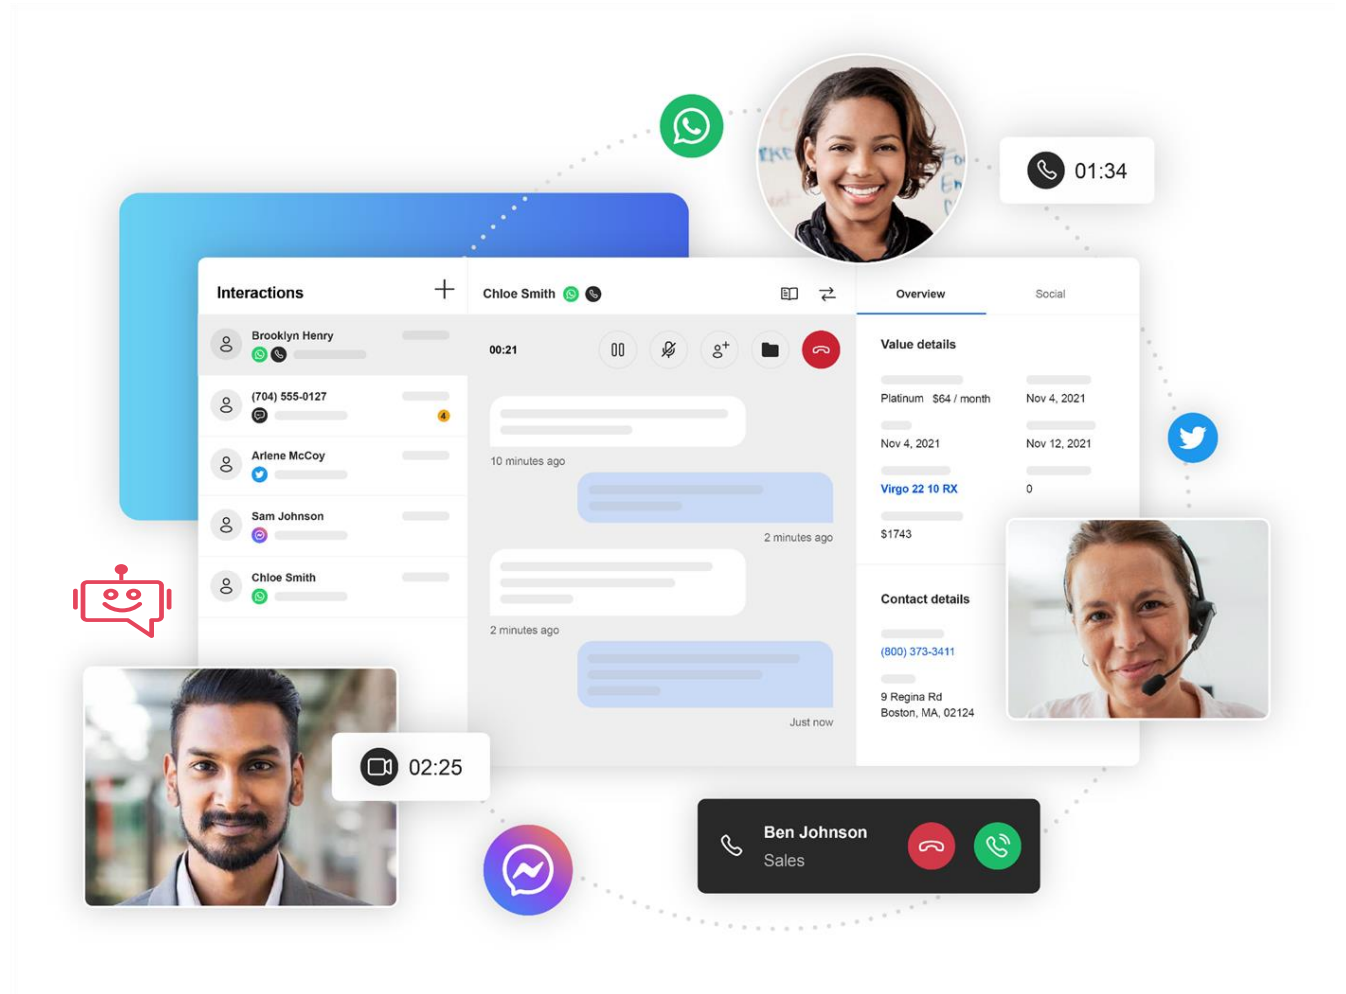 01:34
Interactions
Chloe Smith
Overview
Social
Brooklyn Henry
00:21
Value details
(704) 555-0127
4
Platinum $64 / month
Nov 4, 2021
Nov 4, 2021
Nov 12, 2021
Arlene McCoy
10 minutes ago
Virgo 22 10 RX
0
Sam Johnson
2 minutes ago
$1743
Chloe Smith
Contact details
2 minutes ago
(800) 373-3411
9 Regina Rd
Boston, MA, 02124
Just now
02:25
Ben Johnson
Sales